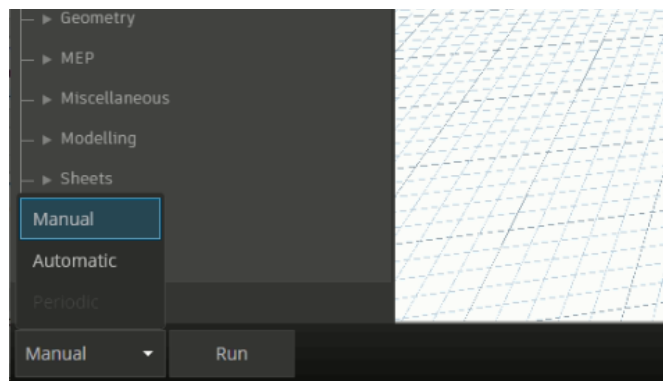 Geometry
MEP
Miscellaneous
Modelling
Sheets
Manual
Automatic
Periodic
Manual
Run